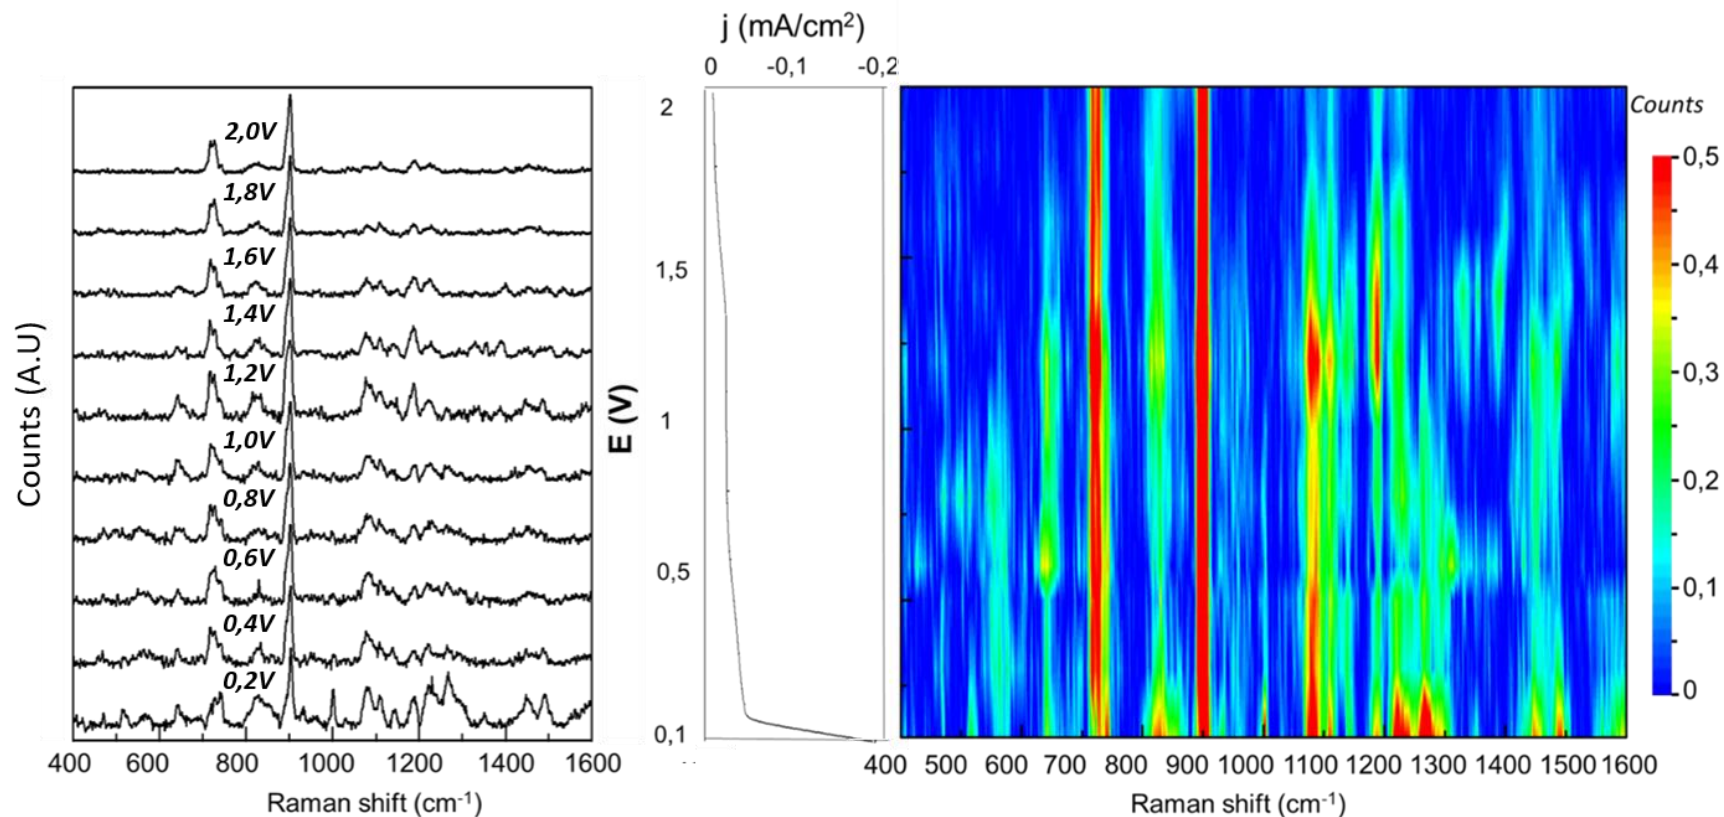 j (mA/cm²)
0 -0,1 -0,2
Counts (A.U)
2,0V
1,8V
1,6V
1,4V
1,2V
1,0V
0,8V
0,6V
0,4V
0,2V
400 600 800 1000 1200 1400 1600
Raman shift (cm⁻¹)
E (V)
2
1,5
1
0,5
0,1
400 500 600 700 800 900 1000 1100 1200 1300 1400 1500 1600
Raman shift (cm⁻¹)
Counts
0,5
0,4
0,3
0,2
0,1
0